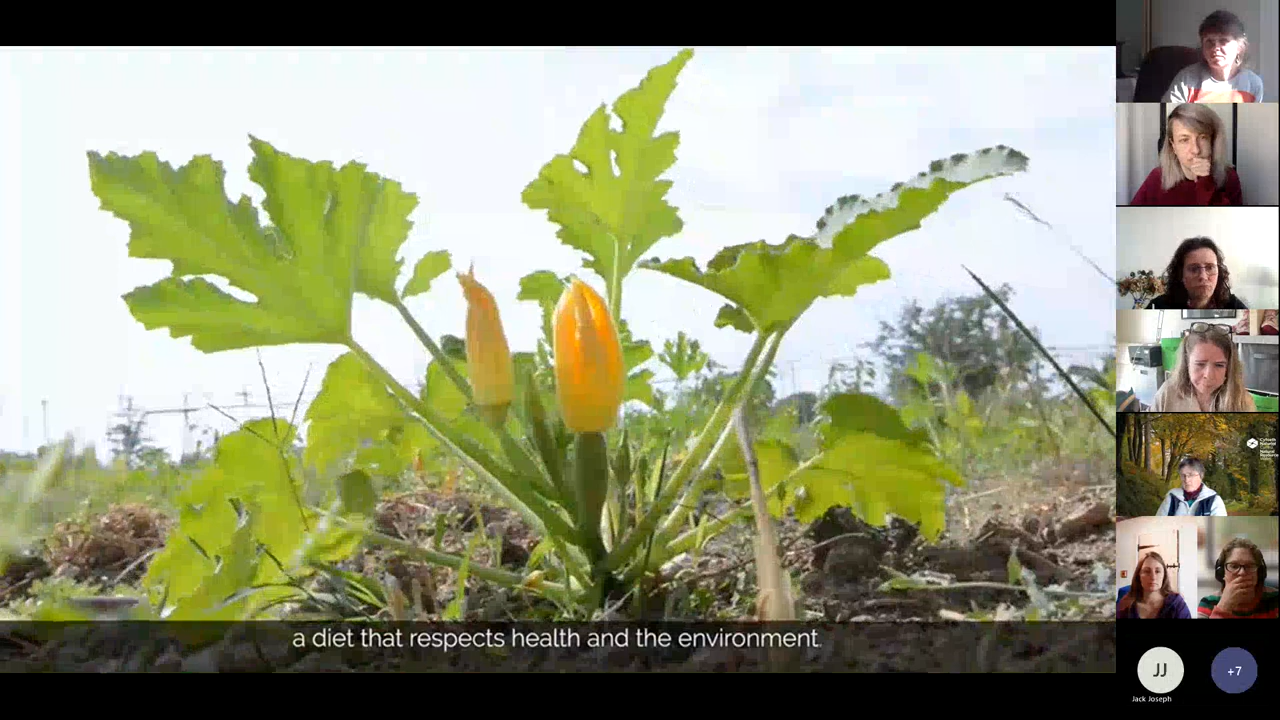 a diet that respects health and the environment.
JJ
Jack Joseph
+7